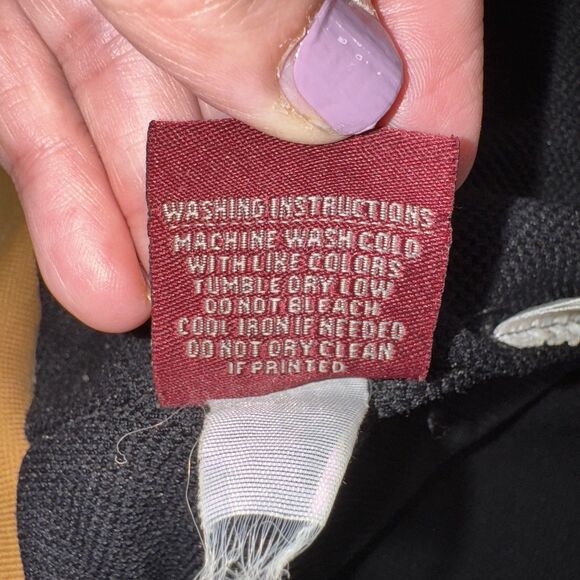 WASHING INSTRUCTIONS
MACHINE WASH COLD
WITH LIKE COLORS
TUMBLE DRY LOW
DO NOT BLEACH
COOL IRON IF NEEDED
DO NOT DRY CLEAN
IF PRINTED